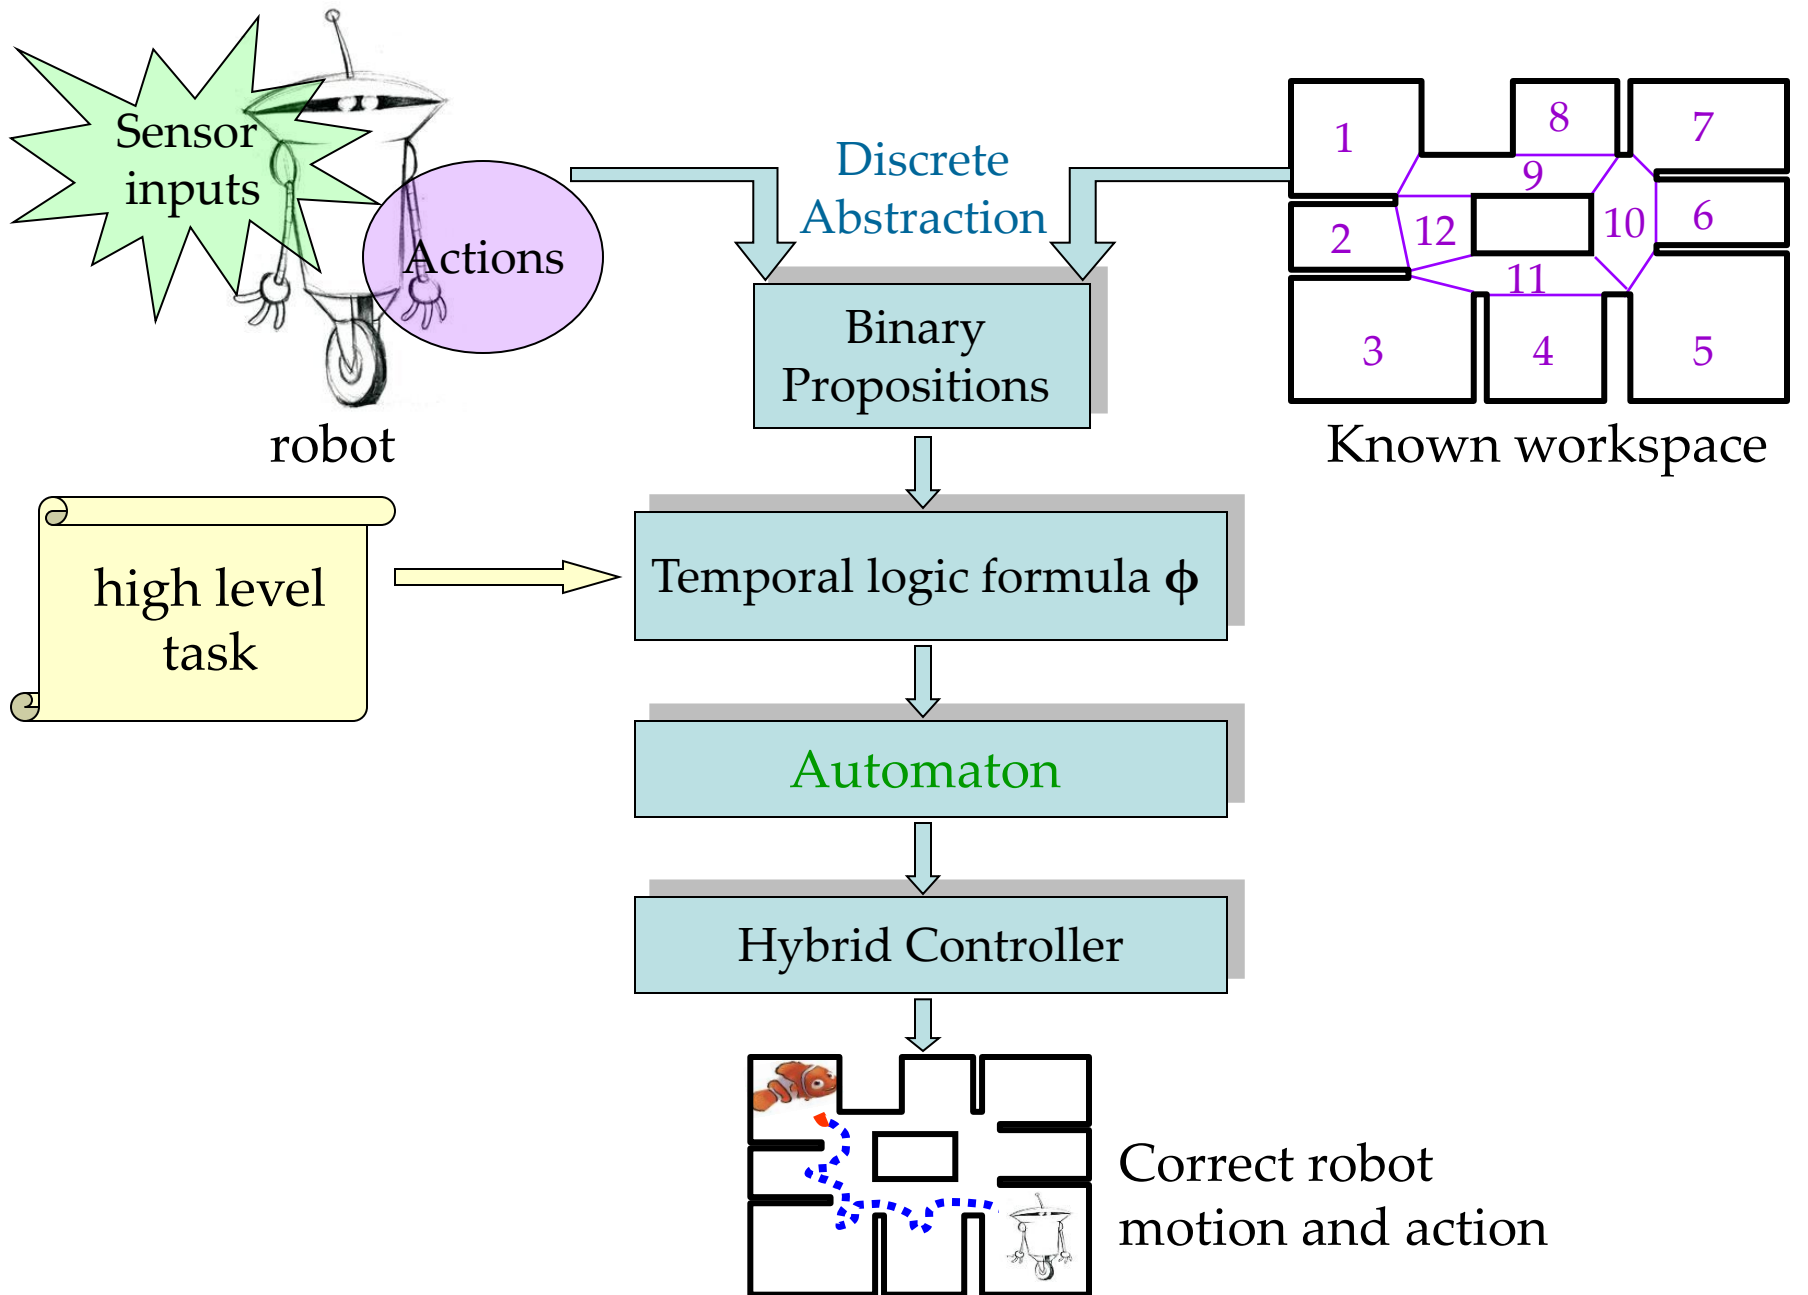 Sensor
inputs
Actions
robot
Discrete
Abstraction
1
8
7
9
2
12
10
6
11
3
4
5
Known workspace
Binary
Propositions
high level
task
Temporal logic formula ϕ
Automaton
Hybrid Controller
Correct robot
motion and action